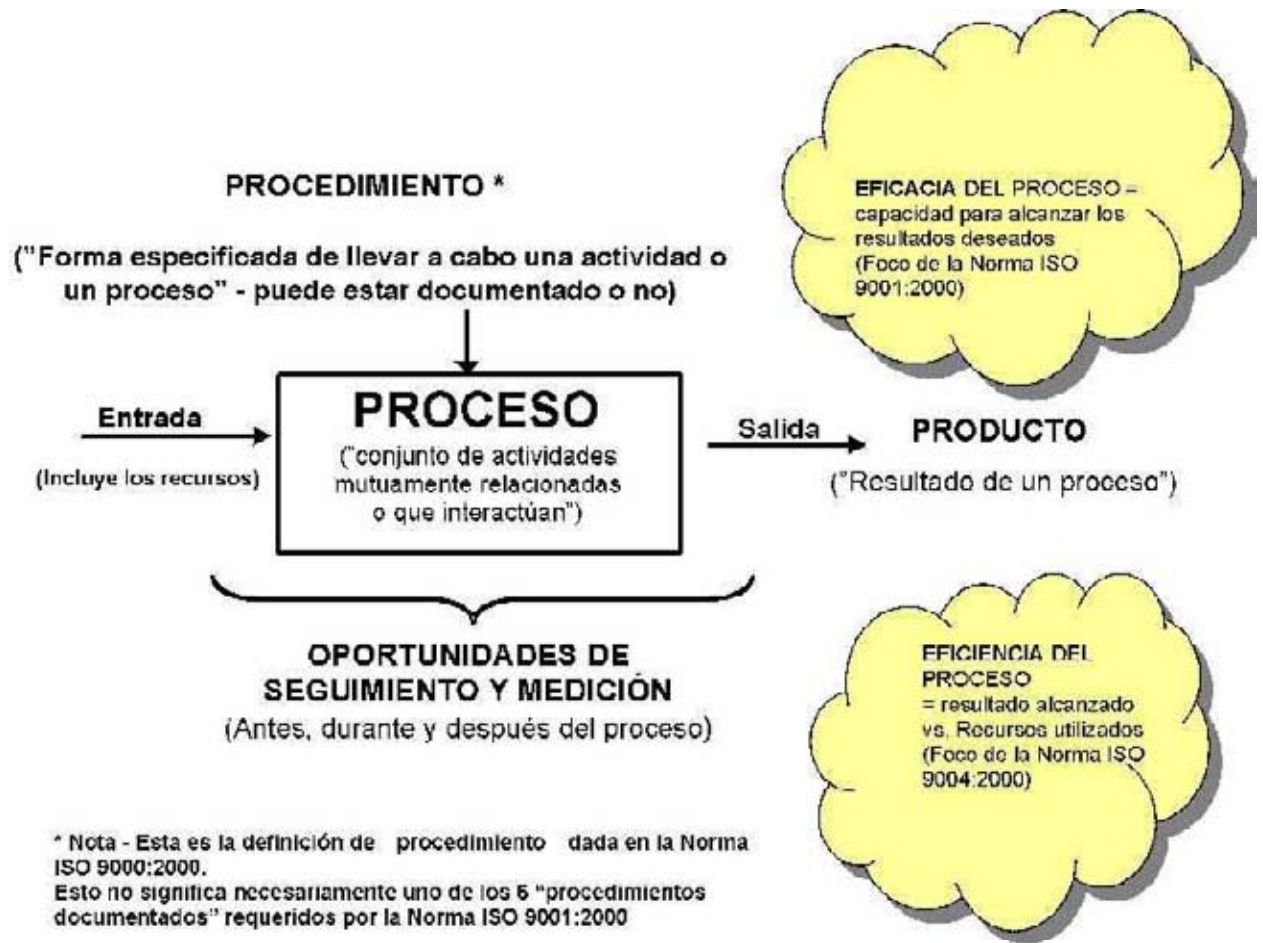 PROCEDIMIENTO *
("Forma especificada de llevar a cabo una actividad o
un proceso" - puede estar documentado o no)
EFICACIA DEL PROCESO =
capacidad para alcanzar los
resultados deseados
(Foco de la Norma ISO
9001:2000)
Entrada
(Incluye los recursos)
PROCESO
("conjunto de actividades
mutuamente relacionadas
o que interactúan")
Salida
PRODUCTO
("Resultado de un proceso")
OPORTUNIDADES DE
SEGUIMIENTO Y MEDICIÓN
(Antes, durante y después del proceso)
EFICIENCIA DEL
PROCESO
= resultado alcanzado
vs. Recursos utilizados
(Foco de la Norma ISO
9004:2000)
* Nota - Esta es la definición de procedimiento dada en la Norma
ISO 9000:2000.
Esto no significa necesariamente uno de los 6 "procedimientos
documentados" requeridos por la Norma ISO 9001:2000